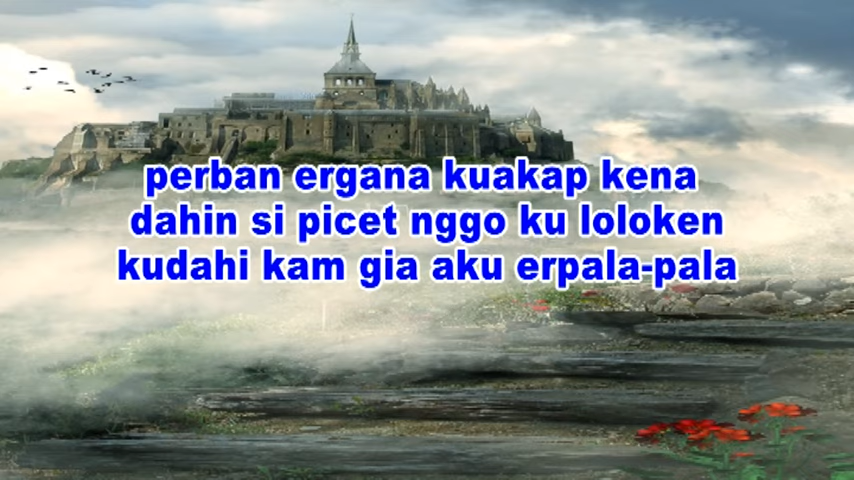 perban ergana kuakap kena
dahin si picet nggo ku loloken
kudahi kam gia aku erpala-pala